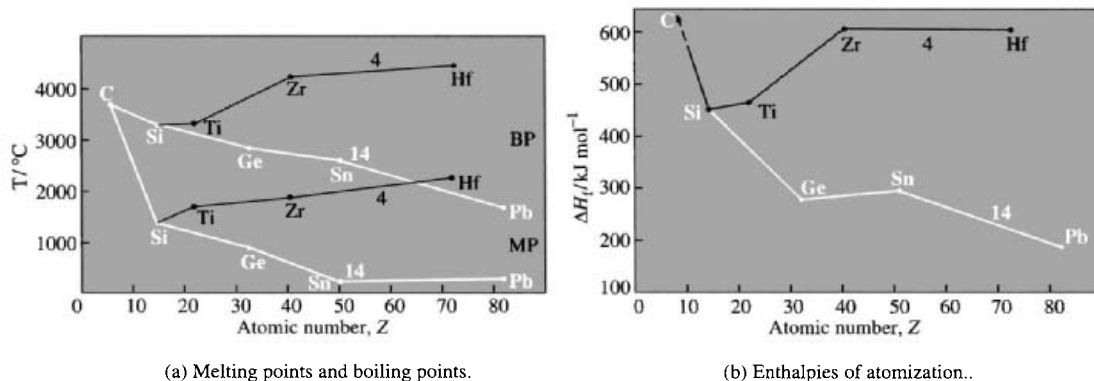 4000
3000
2000
1000
0
T/°C
C
Si
Ti
Zr
4
Hf
Ge
14
Sn
Pb
BP
Si
Ti
Zr
4
Hf
Ge
Sn
14
Pb
MP
10 20 30 40 50 60 70 80 90
Atomic number, Z
(a) Melting points and boiling points.
600
500
400
300
200
100
ΔHf/kJ mol−1
C
Si
Ti
Zr
4
Hf
Ge
Sn
14
Pb
0 10 20 30 40 50 60 70 80
Atomic number, Z
(b) Enthalpies of atomization..